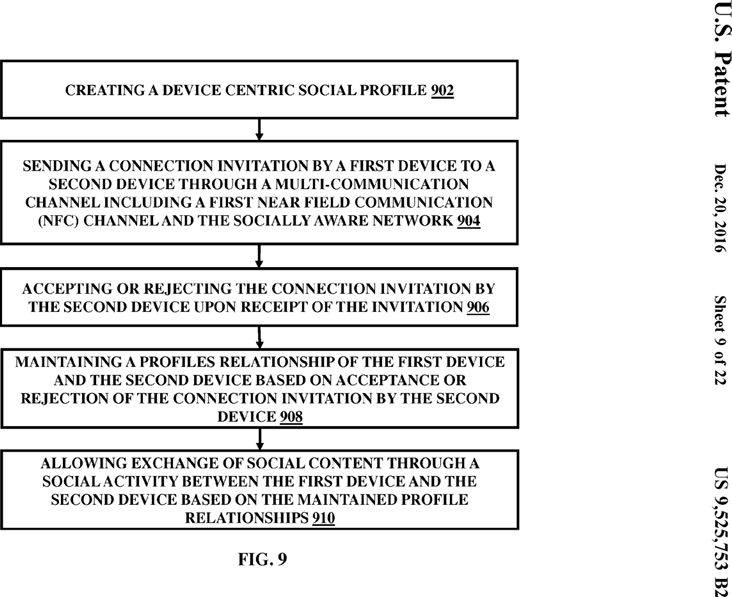 CREATING A DEVICE CENTRIC SOCIAL PROFILE 902
SENDING A CONNECTION INVITATION BY A FIRST DEVICE TO A
SECOND DEVICE THROUGH A MULTI-COMMUNICATION
CHANNEL INCLUDING A FIRST NEAR FIELD COMMUNICATION
(NFC) CHANNEL AND THE SOCIALLY AWARE NETWORK 904
ACCEPTING OR REJECTING THE CONNECTION INVITATION BY
THE SECOND DEVICE UPON RECEIPT OF THE INVITATION 906
MAINTAINING A PROFILES RELATIONSHIP OF THE FIRST DEVICE
AND THE SECOND DEVICE BASED ON ACCEPTANCE OR
REJECTION OF THE CONNECTION INVITATION BY THE SECOND
DEVICE 908
ALLOWING EXCHANGE OF SOCIAL CONTENT THROUGH A
SOCIAL ACTIVITY BETWEEN THE FIRST DEVICE AND THE
SECOND DEVICE BASED ON THE MAINTAINED PROFILE
RELATIONSHIPS 910
FIG. 9
U.S. Patent Dec. 20, 2016 Sheet 9 of 22 US 9,525,753 B2